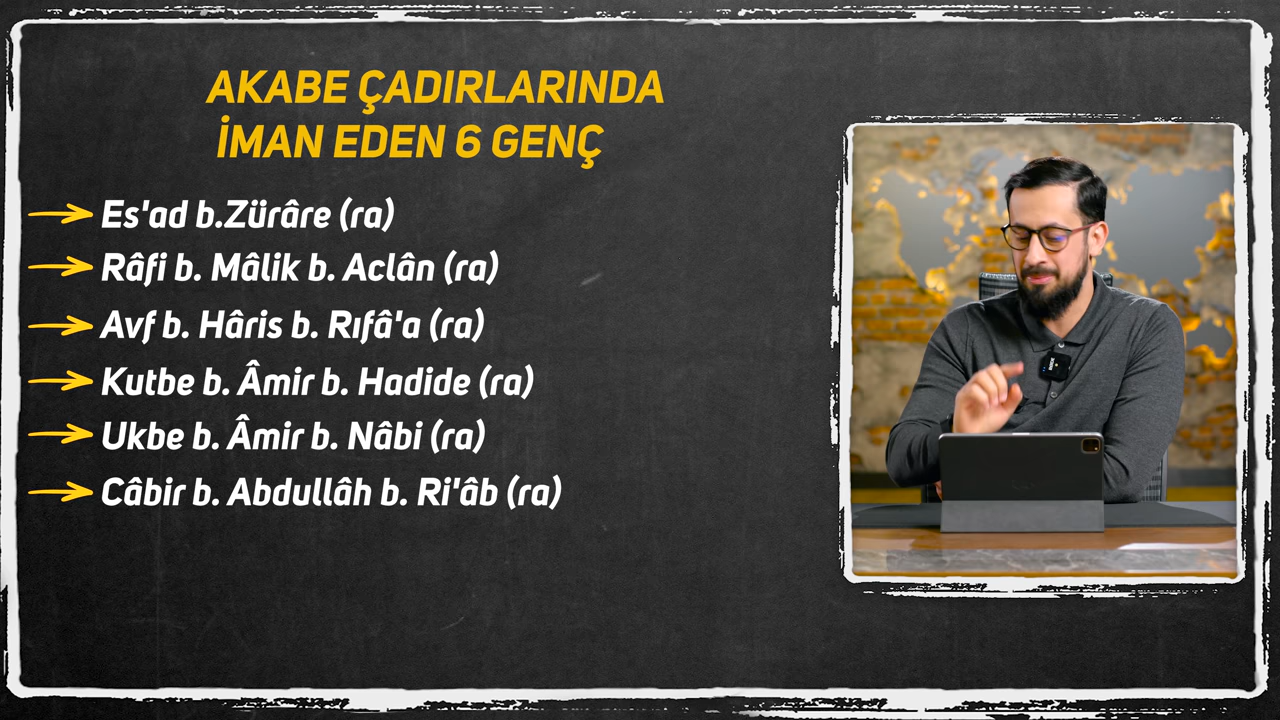 AKABE ÇADIRLARINDA
İMAN EDEN 6 GENÇ
Es'ad b.Zürâre (ra)
Râfi b. Mâlik b. Aclân (ra)
Avf b. Hâris b. Rıfâ'a (ra)
Kutbe b. Âmir b. Hadide (ra)
Ukbe b. Âmir b. Nâbi (ra)
Câbir b. Abdullâh b. Ri'âb (ra)